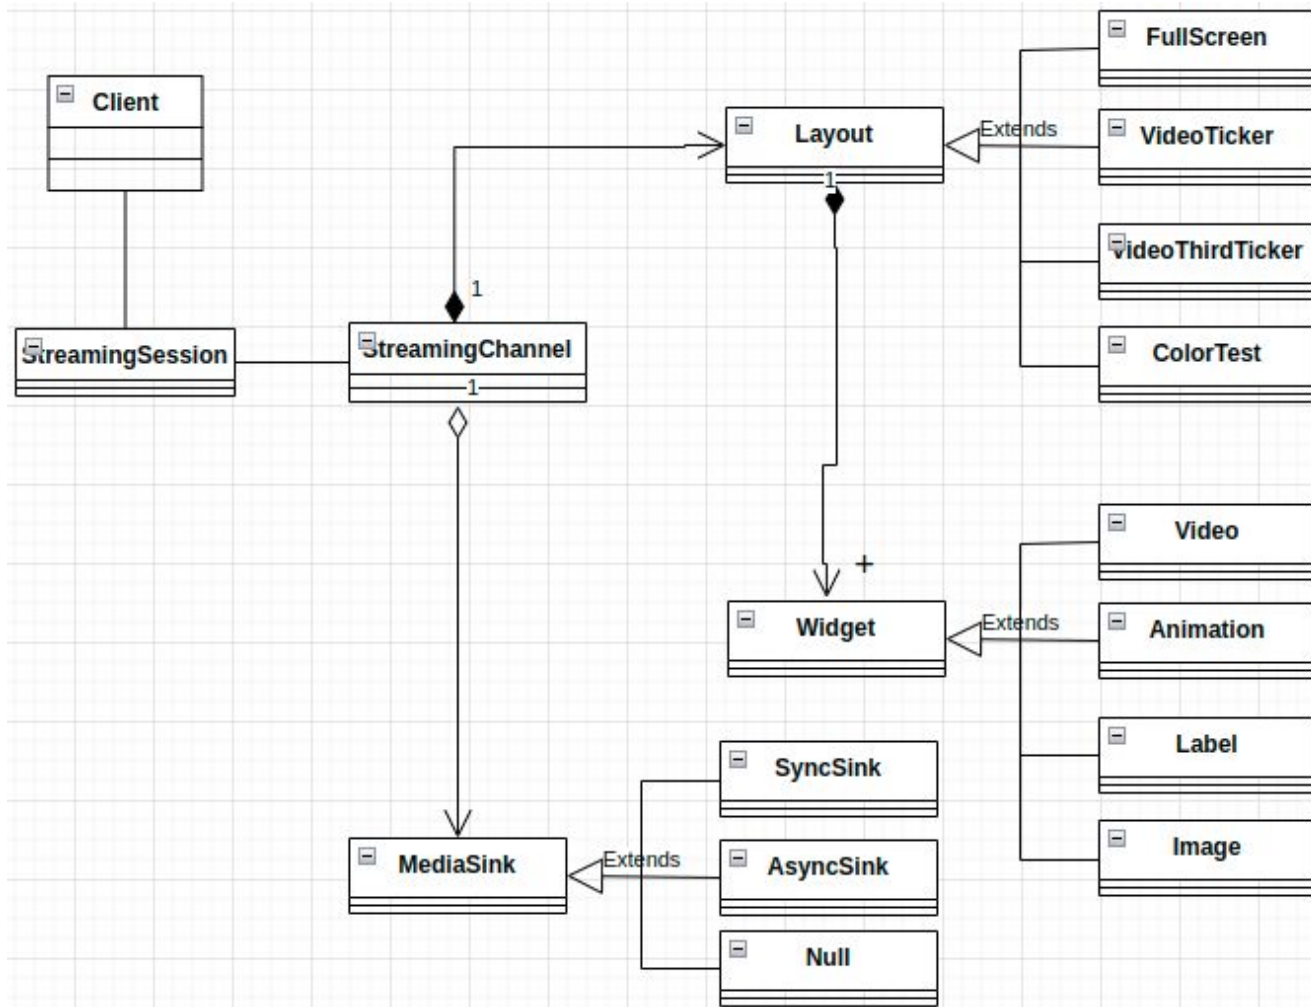 FullScreen
Client
Layout
Extends
VideoTicker
1
VideoThirdTicker
1
StreamingSession
StreamingChannel
ColorTest
1
Video
+
Widget
Extends
Animation
Label
SyncSink
Image
MediaSink
Extends
AsyncSink
Null